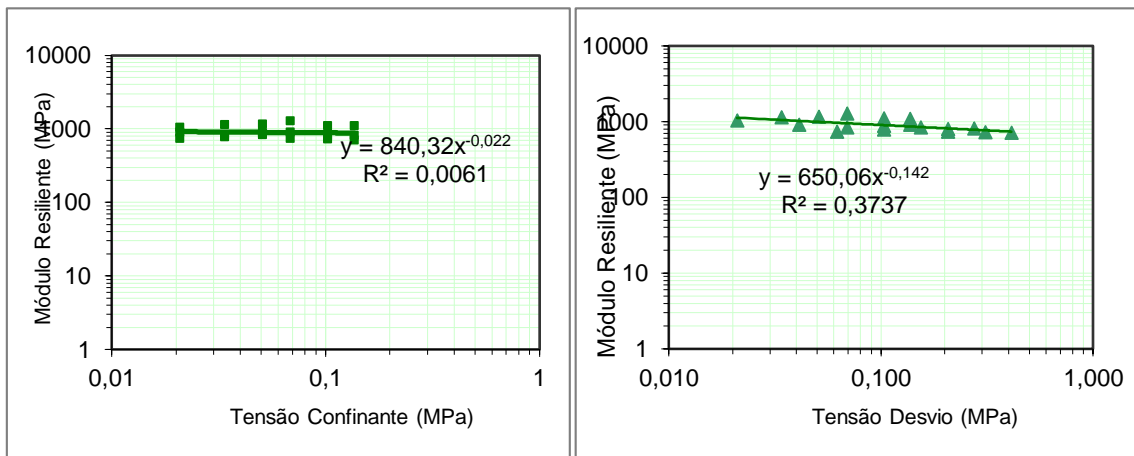 10000
1000
100
10
1
0,01
0,1
1
Módulo Resiliente (MPa)
Tensão Confinante (MPa)
y = 840,32x^-0,022
R² = 0,0061
10000
1000
100
10
1
0,010
0,100
1,000
Módulo Resiliente (MPa)
Tensão Desvio (MPa)
y = 650,06x^-0,142
R² = 0,3737